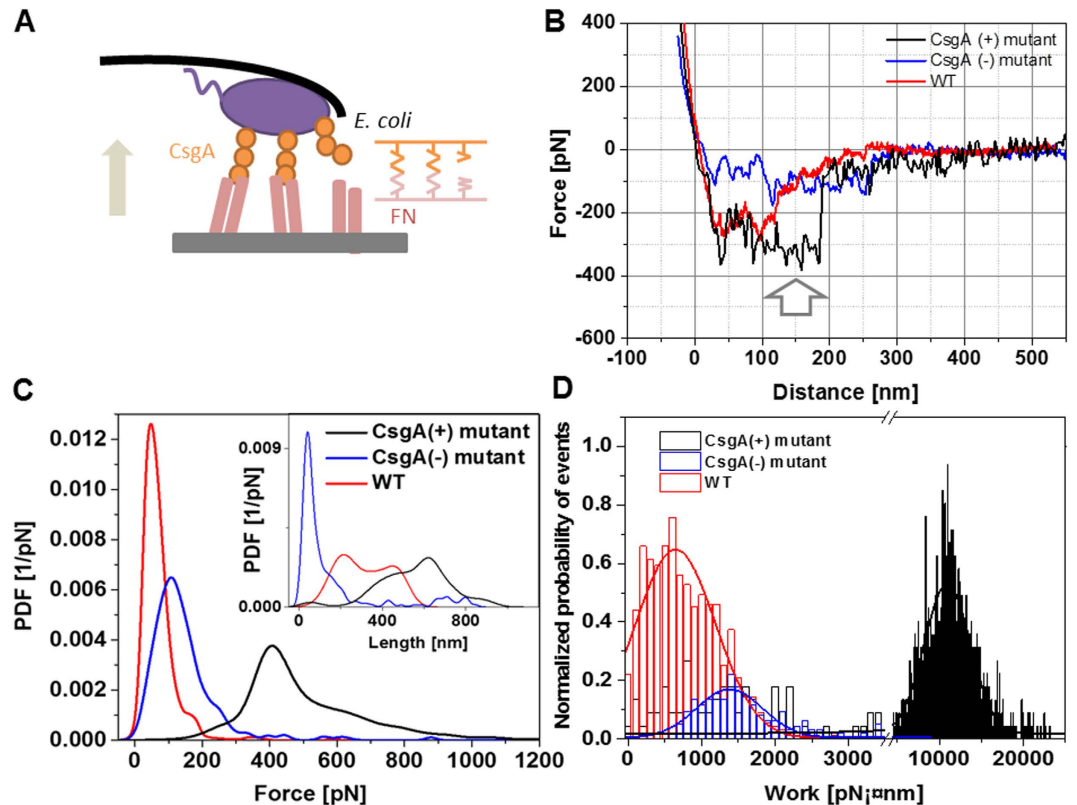 A
E. coli
CsgA
FN
B
400
200
0
-200
-400
-600
-100
0
100
200
300
400
500
Force [pN]
Distance [nm]
CsgA (+) mutant
CsgA (-) mutant
WT
C
0.012
0.010
0.008
0.006
0.004
0.002
0.000
0
200
400
600
800
1000
1200
PDF [1/pN]
Force [pN]
CsgA(+) mutant
CsgA(-) mutant
WT
0.009
0.000
PDF [1/pN]
0
200
400
600
800
Length [nm]
D
1.0
0.8
0.6
0.4
0.2
0.0
Normalized probability of events
CsgA(+) mutant
CsgA(-) mutant
WT
0
1000
2000
3000
10000
20000
Work [pN¡¤nm]